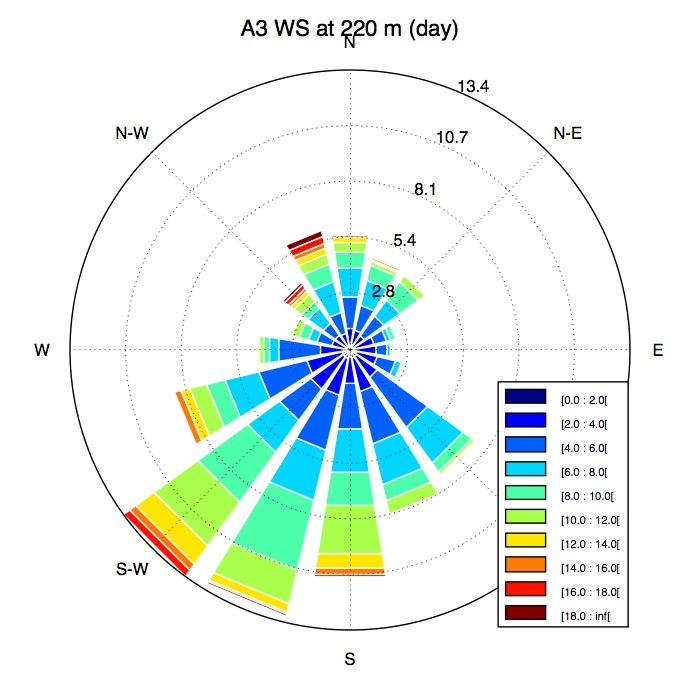 A3 WS at 220 m (day)
N
13.4
N-W
N-E
10.7
8.1
5.4
2.8
W
E
[0.0 : 2.0[
[2.0 : 4.0[
[4.0 : 6.0[
[6.0 : 8.0[
[8.0 : 10.0[
[10.0 : 12.0[
[12.0 : 14.0[
[14.0 : 16.0[
[16.0 : 18.0[
[18.0 : inf[
S-W
S